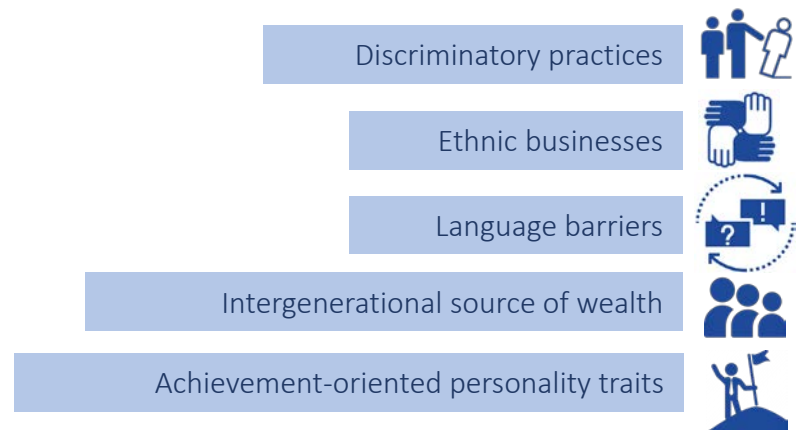 Discriminatory practices
Ethnic businesses
Language barriers
!
?
Intergenerational source of wealth
Achievement-oriented personality traits